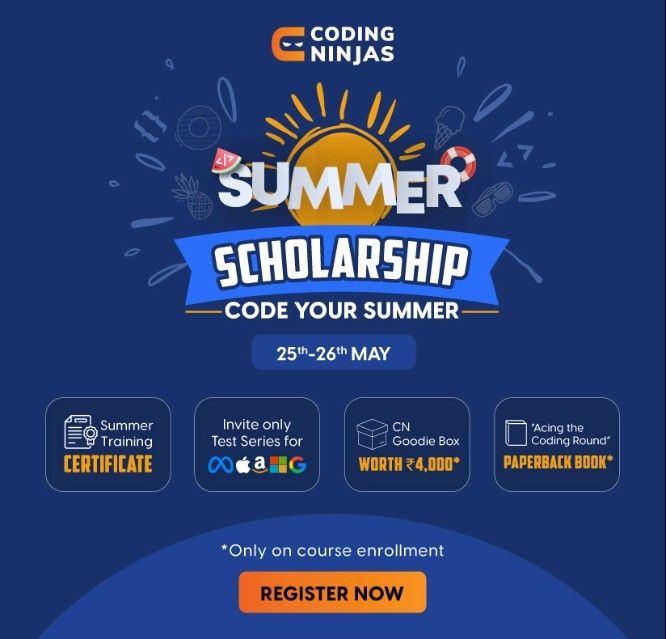 CODING
NINJAS
SUMMER
SCHOLARSHIP
CODE YOUR SUMMER
25th-26th MAY
Summer
Training
CERTIFICATE
Invite only
Test Series for
CN
Goodie Box
WORTH ₹4,000*
"Acing the
Coding Round"
PAPERBACK BOOK*
*Only on course enrollment
REGISTER NOW